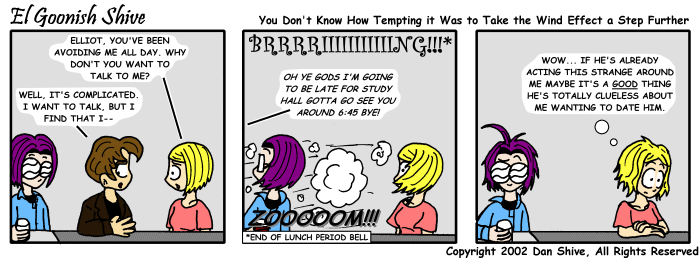 El Goonish Shive
You Don't Know How Tempting it Was to Take the Wind Effect a Step Further
ELLIOT, YOU'VE BEEN
AVOIDING ME ALL DAY. WHY
DON'T YOU WANT TO
TALK TO ME?
WELL, IT'S COMPLICATED.
I WANT TO TALK, BUT I
FIND THAT I--
BRRRRIIIIIIIIIIING!!!*
OH YE GODS I'M GOING
TO BE LATE FOR STUDY
HALL GOTTA GO SEE YOU
AROUND 6:45 BYE!
ZOOOOOM!!!
*END OF LUNCH PERIOD BELL
WOW... IF HE'S ALREADY
ACTING THIS STRANGE AROUND
ME MAYBE IT'S A GOOD THING
HE'S TOTALLY CLUELESS ABOUT
ME WANTING TO DATE HIM.
Copyright 2002 Dan Shive, All Rights Reserved